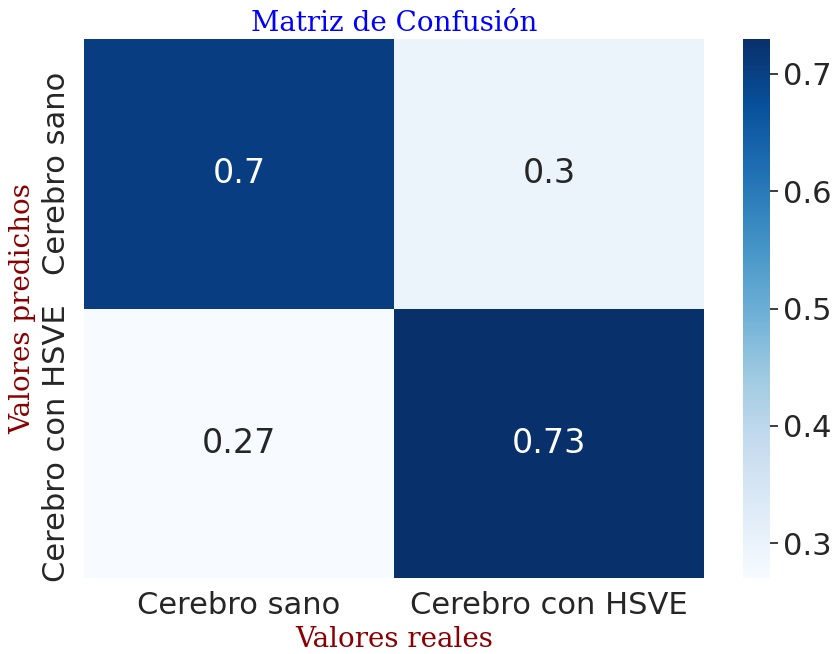 Matriz de Confusión
Valores predichos
Cerebro sano
0.7
0.3
Cerebro con HSVE
0.27
0.73
Cerebro sano
Cerebro con HSVE
Valores reales
0.7
0.6
0.5
0.4
0.3